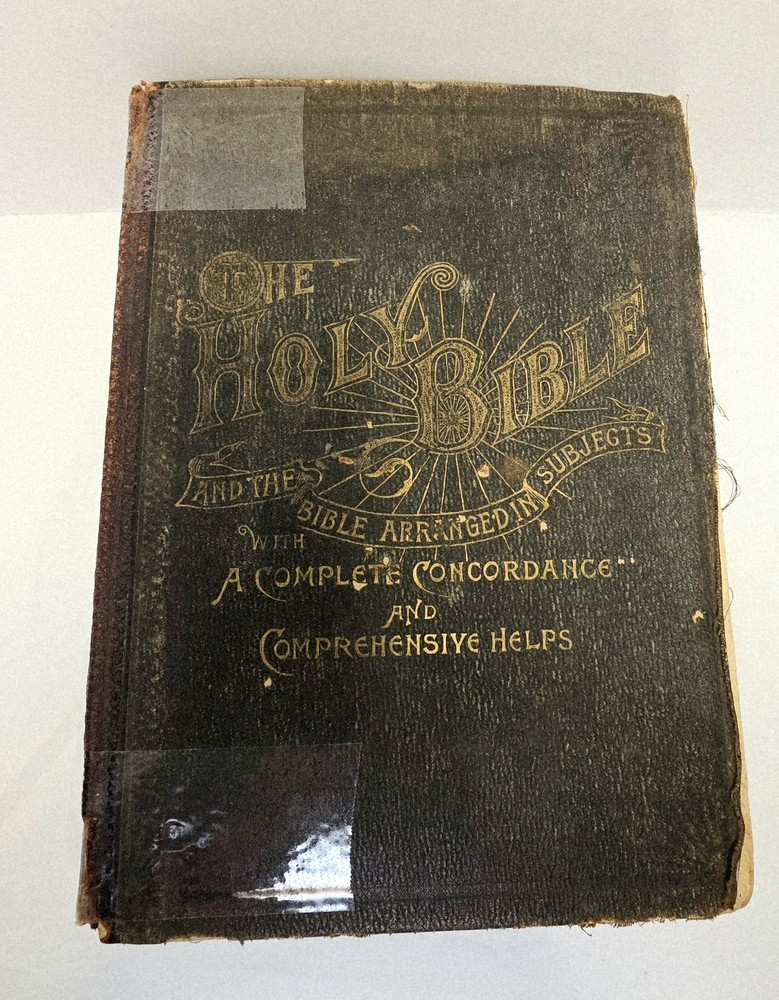 THE
HOLY BIBLE
AND THE BIBLE ARRANGED IN SUBJECTS
WITH
A COMPLETE CONCORDANCE
AND
COMPREHENSIVE HELPS